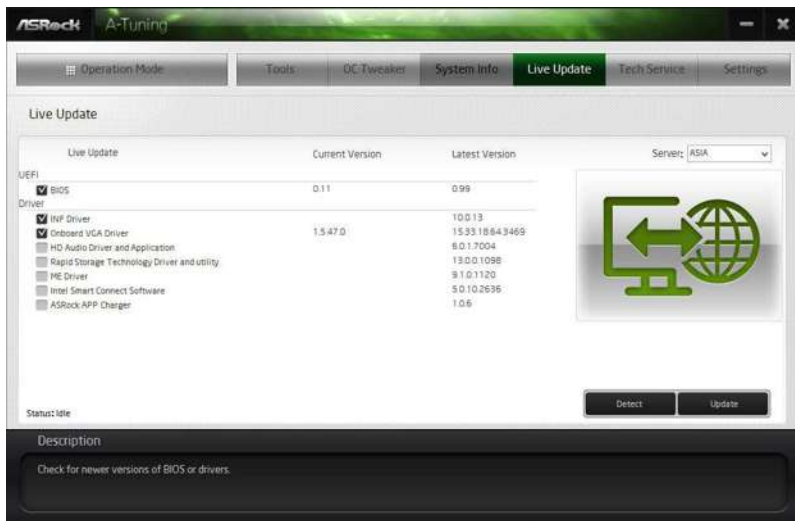 ASRock A-Tuning
Operation Mode Tools OC Tweaker System Info Live Update Tech Service Settings
Live Update
Live Update Current Version Latest Version Server: ASIA
UEFI
BIOS 0.11 0.99
Driver
INF Driver 10.0.13
Onboard VGA Driver 1.5.47.0 15.33.18.64.3469
HD Audio Driver and Application 6.0.1.7004
Rapid Storage Technology Driver and utility 13.0.0.1098
ME Driver 9.1.0.1120
Intel Smart Connect Software 5.0.10.2636
ASRock APP Charger 1.0.6
Detect Update
Status: Idle
Description
Check for newer versions of BIOS or drivers.